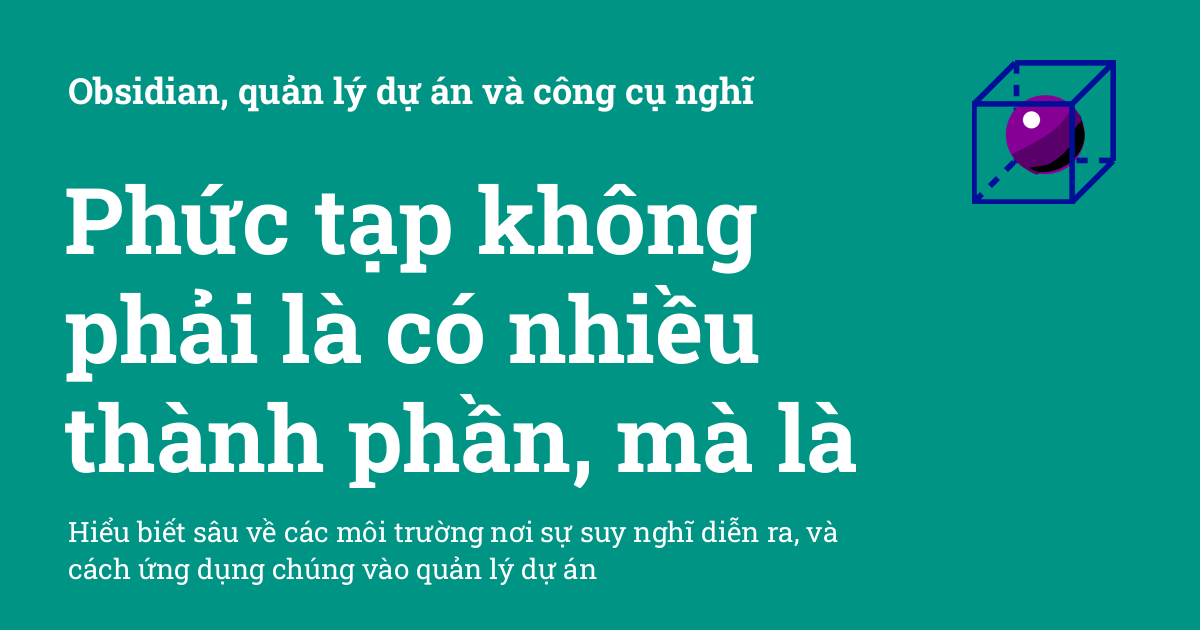 Obsidian, quản lý dự án và công cụ nghĩ
Phức tạp không
phải là có nhiều
thành phần, mà là
Hiểu biết sâu về các môi trường nơi sự suy nghĩ diễn ra, và
cách ứng dụng chúng vào quản lý dự án